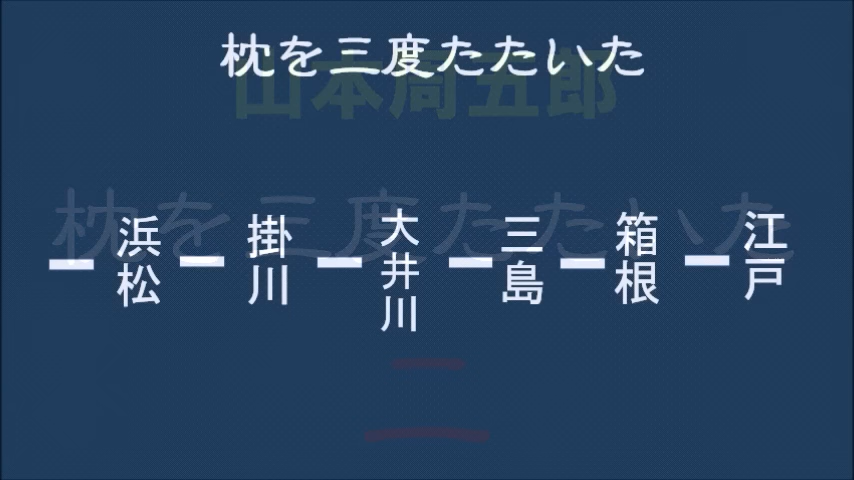 枕を三度たたいた
山本周五郎
枕を三度たたいた
江戸
箱根
三島
大井川
掛川
浜松
二